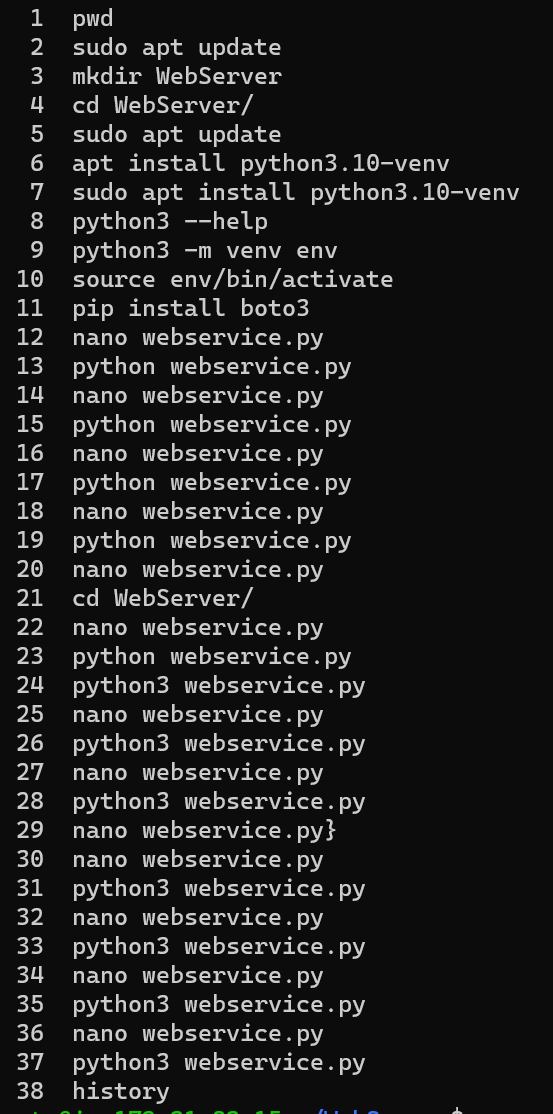 1 pwd
2 sudo apt update
3 mkdir WebServer
4 cd WebServer/
5 sudo apt update
6 apt install python3.10-venv
7 sudo apt install python3.10-venv
8 python3 --help
9 python3 -m venv env
10 source env/bin/activate
11 pip install boto3
12 nano webservice.py
13 python webservice.py
14 nano webservice.py
15 python webservice.py
16 nano webservice.py
17 python webservice.py
18 nano webservice.py
19 python webservice.py
20 nano webservice.py
21 cd WebServer/
22 nano webservice.py
23 python webservice.py
24 python3 webservice.py
25 nano webservice.py
26 python3 webservice.py
27 nano webservice.py
28 python3 webservice.py
29 nano webservice.py}
30 nano webservice.py
31 python3 webservice.py
32 nano webservice.py
33 python3 webservice.py
34 nano webservice.py
35 python3 webservice.py
36 nano webservice.py
37 python3 webservice.py
38 history